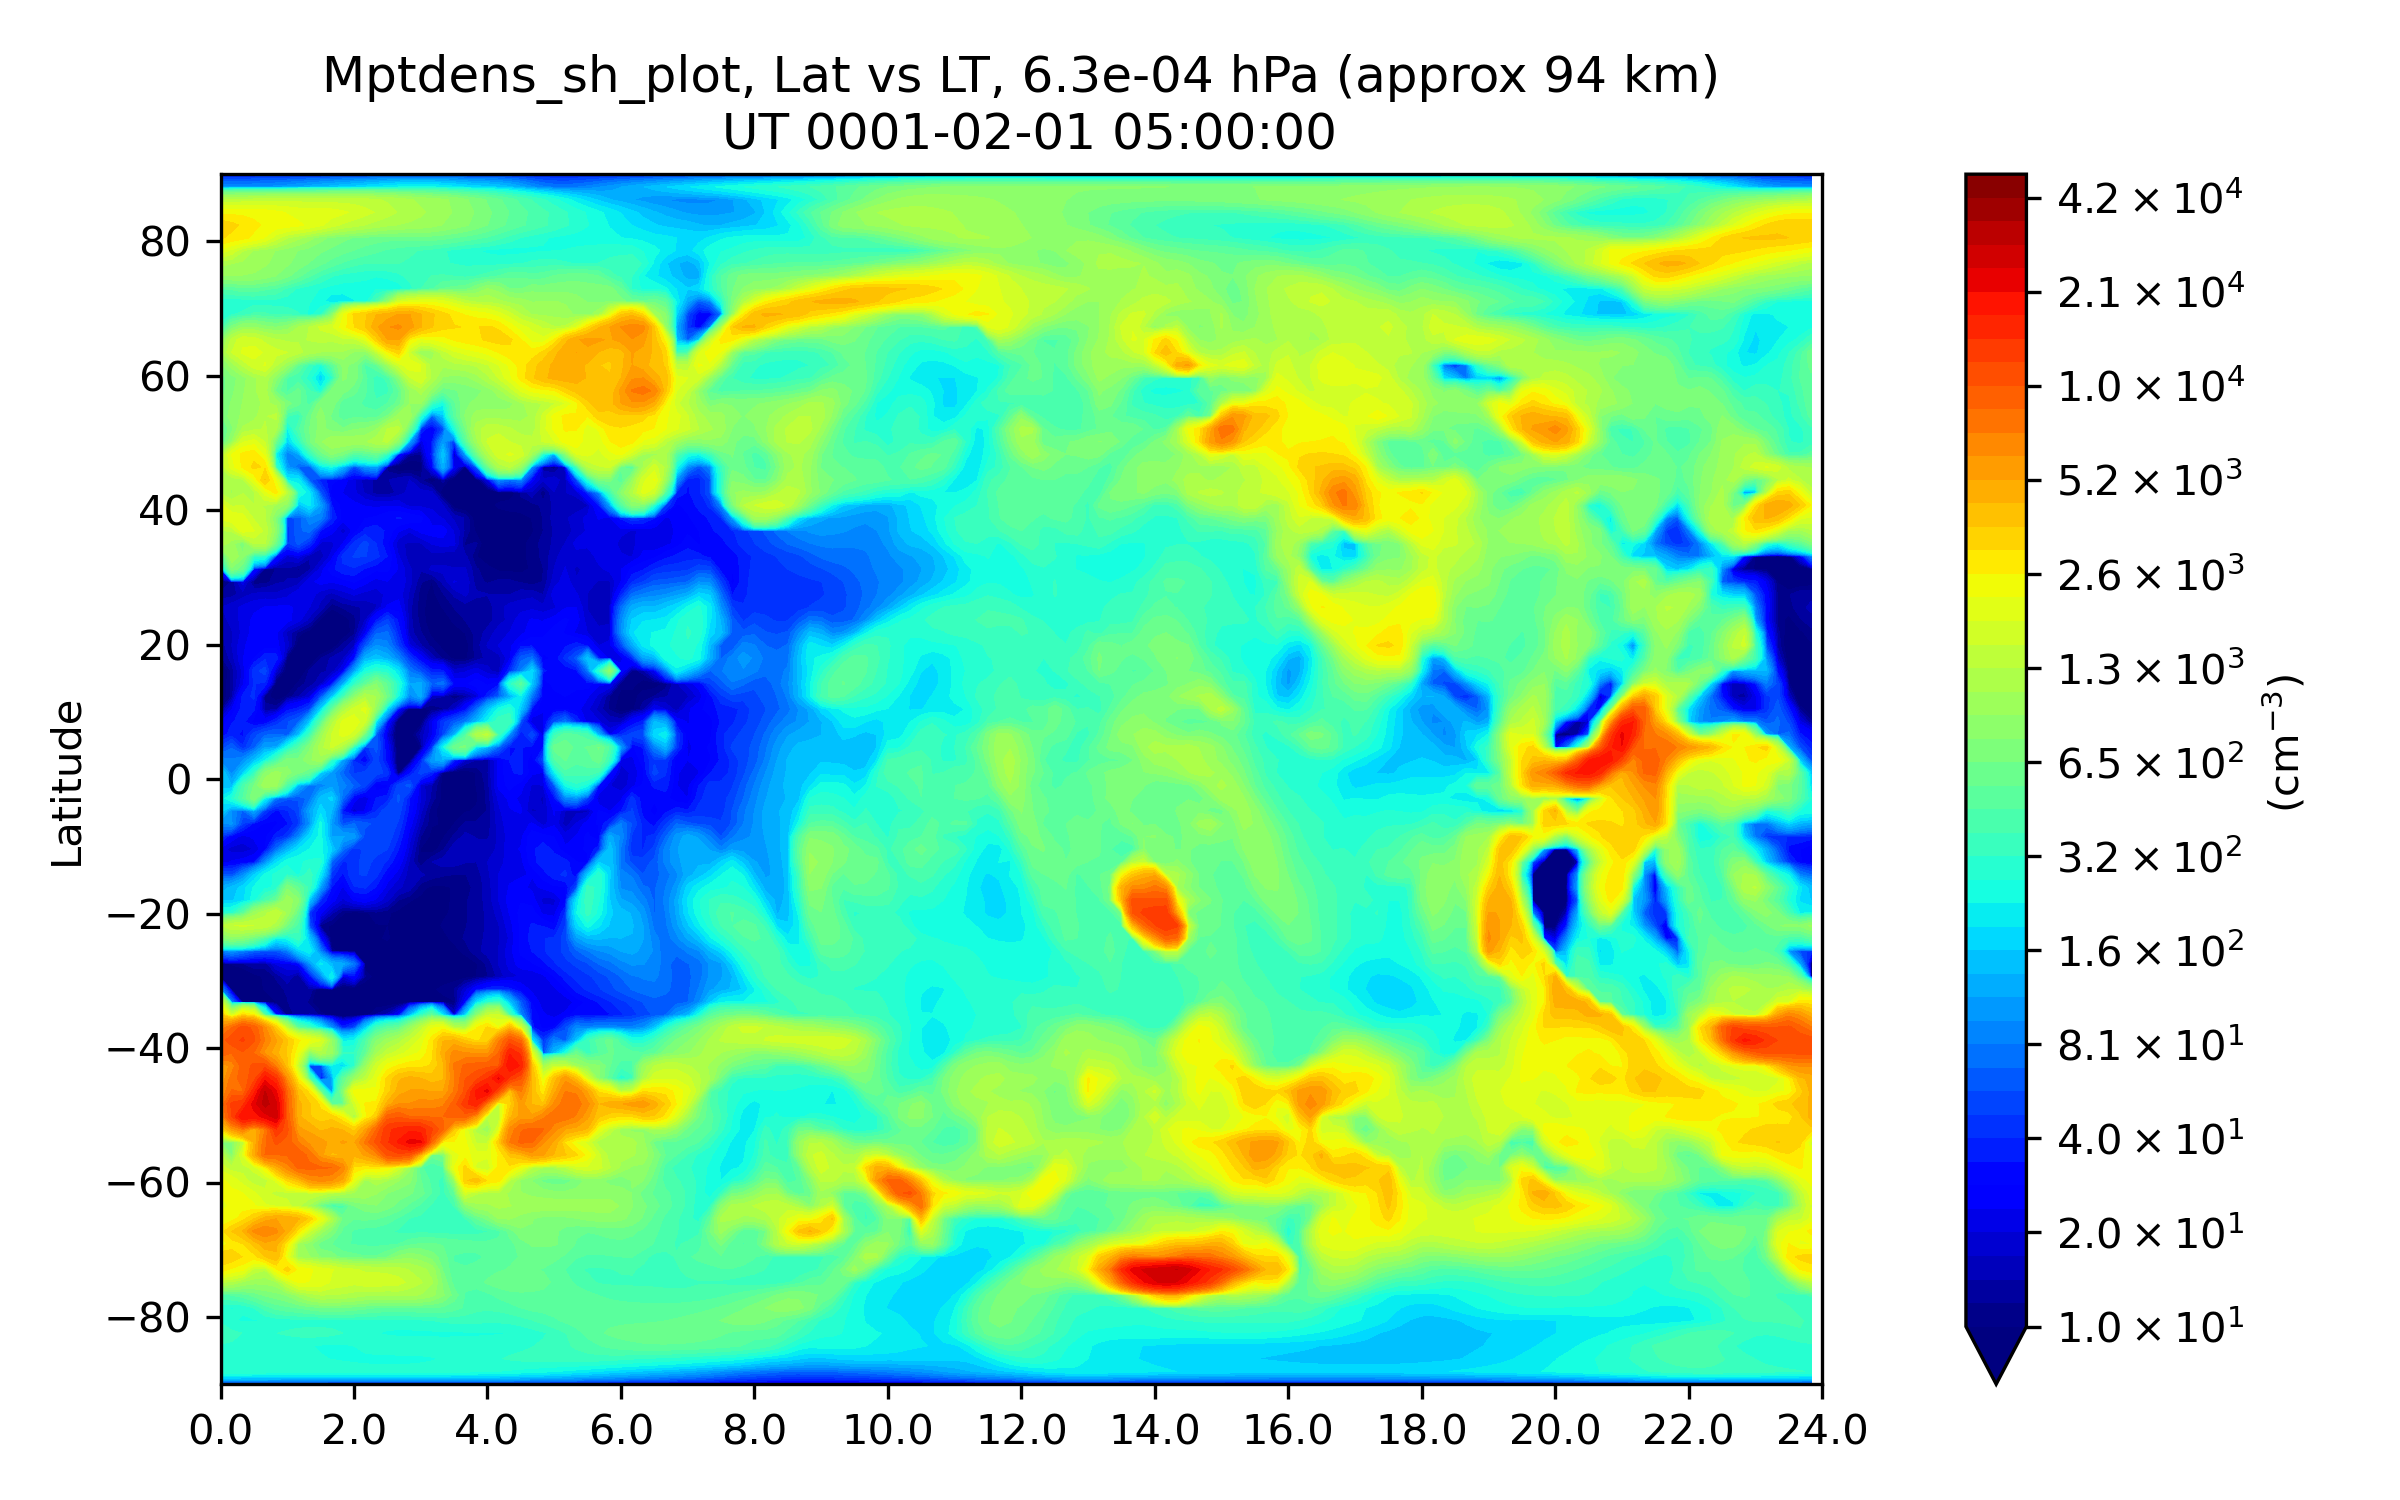 Mptdens_sh_plot, Lat vs LT, 6.3e-04 hPa (approx 94 km)
UT 0001-02-01 05:00:00
Latitude
80
60
40
20
0
−20
−40
−60
−80
0.0 2.0 4.0 6.0 8.0 10.0 12.0 14.0 16.0 18.0 20.0 22.0 24.0
4.2 × 10⁴
2.1 × 10⁴
1.0 × 10⁴
5.2 × 10³
2.6 × 10³
1.3 × 10³
6.5 × 10²
3.2 × 10²
1.6 × 10²
8.1 × 10¹
4.0 × 10¹
2.0 × 10¹
1.0 × 10¹
(cm⁻³)